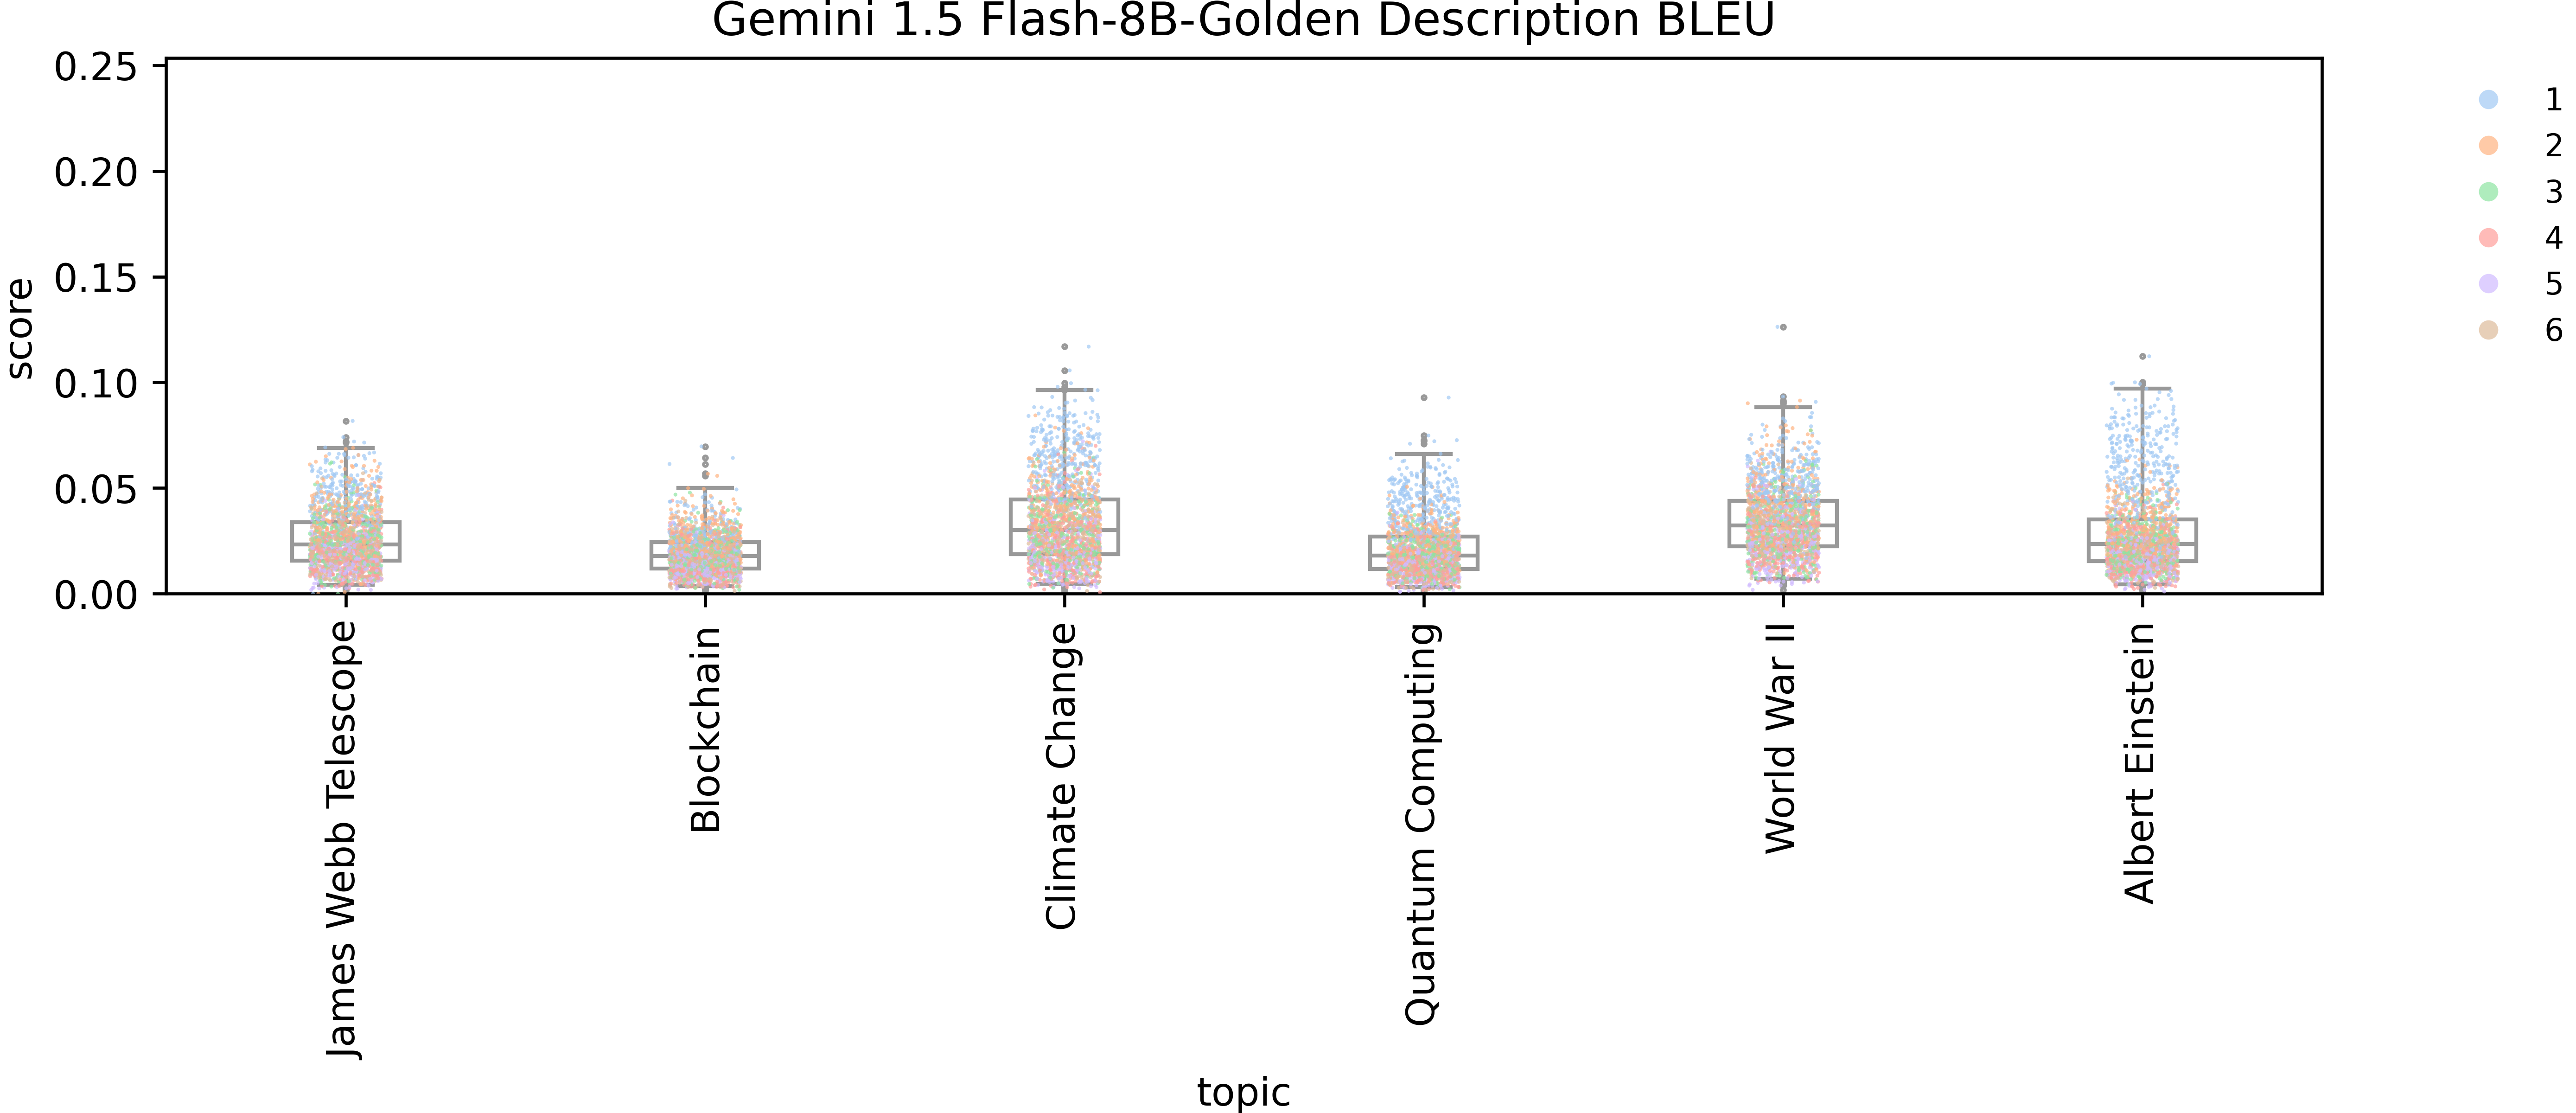 Gemini 1.5 Flash-8B-Golden Description BLEU
0.25
0.20
0.15
0.10
0.05
0.00
score
James Webb Telescope
Blockchain
Climate Change
Quantum Computing
World War II
Albert Einstein
topic
1
2
3
4
5
6